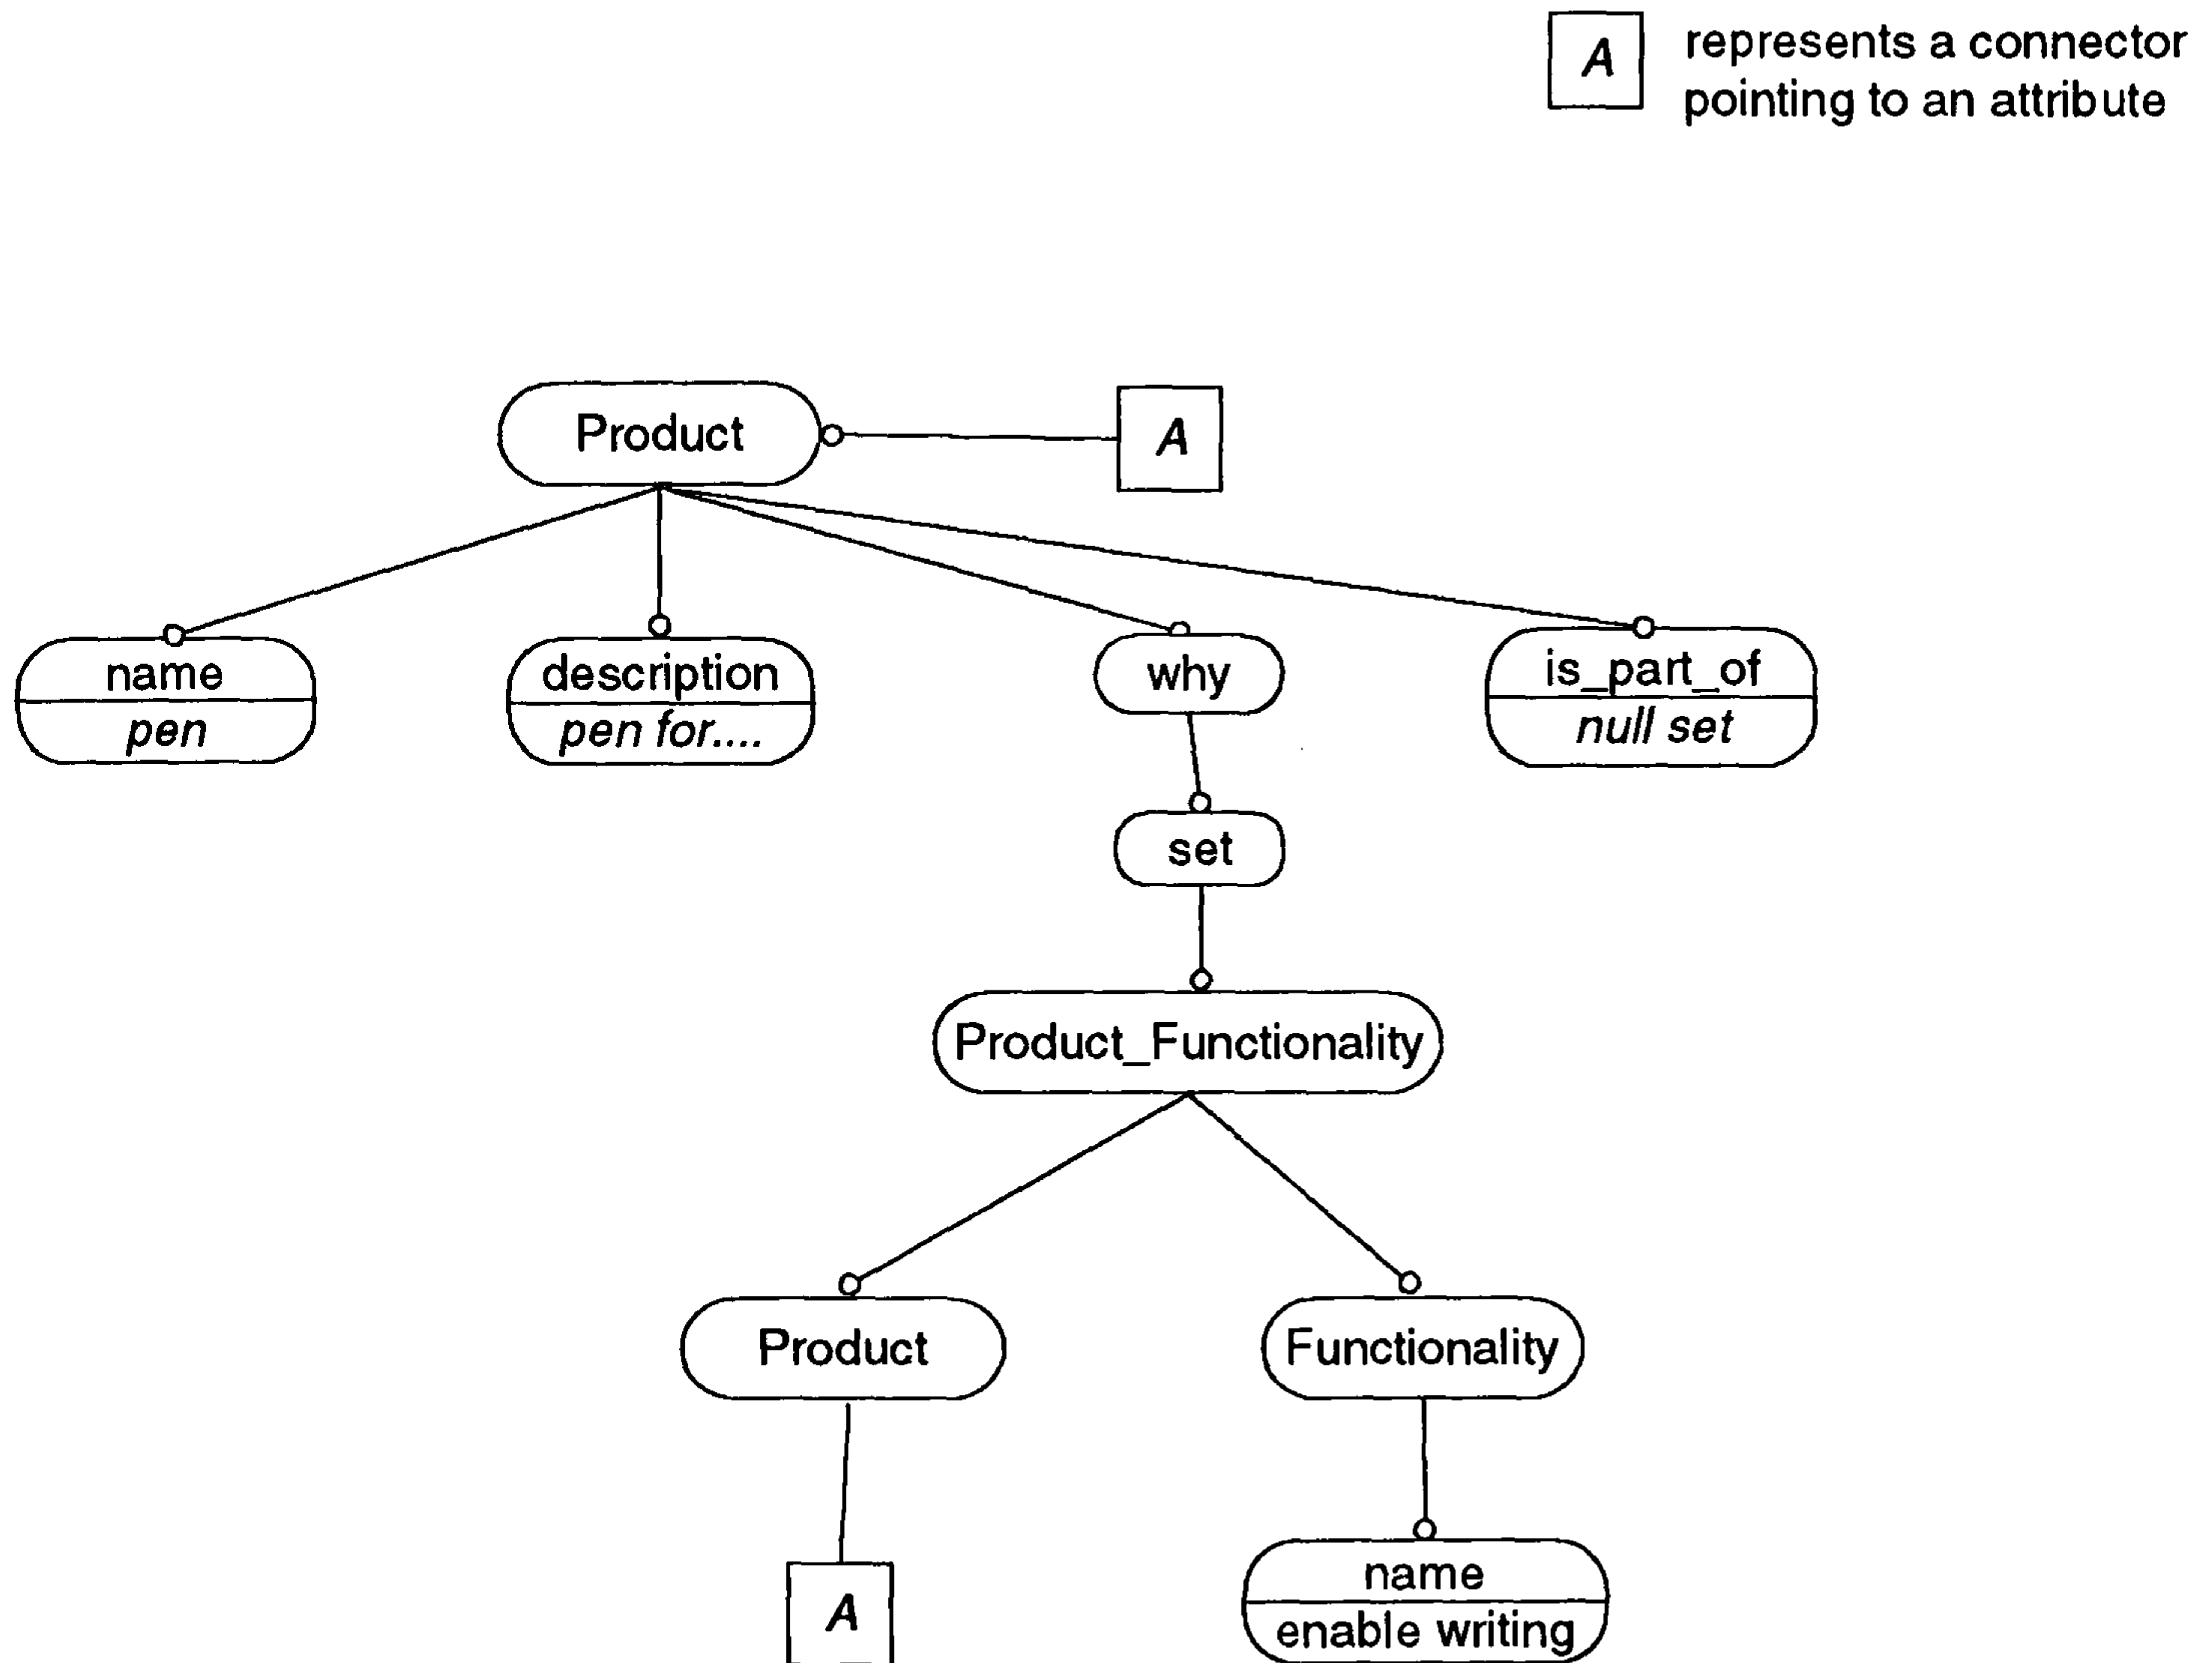 A
represents a connector
pointing to an attribute
Product
A
name
pen
description
pen for....
why
is_part_of
null set
set
Product_Functionality
Product
Functionality
A
name
enable writing